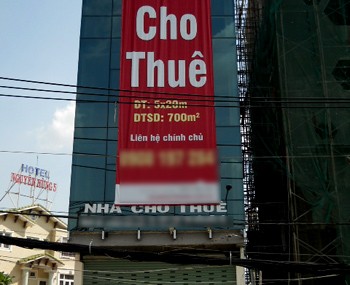 Cho
Thuê
DT: 5x20m
DTSD: 700m²
Liên hệ chính chủ
HOTEL
NHÀ CHO THUÊ